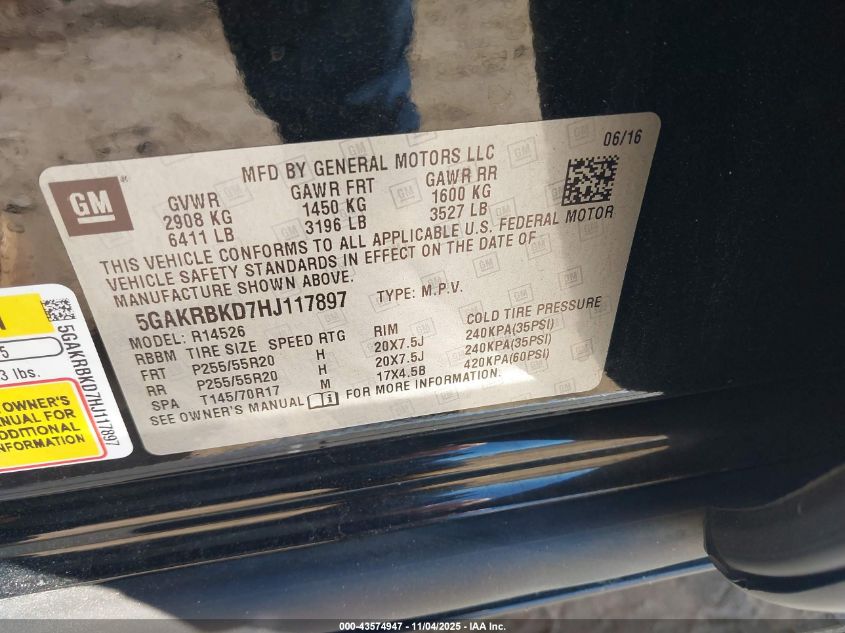 06/16
MFD BY GENERAL MOTORS LLC
GM
GVWR GAWR FRT GAWR RR
2908 KG 1450 KG 1600 KG
6411 LB 3196 LB 3527 LB
THIS VEHICLE CONFORMS TO ALL APPLICABLE U.S. FEDERAL MOTOR
VEHICLE SAFETY STANDARDS IN EFFECT ON THE DATE OF
MANUFACTURE SHOWN ABOVE.
5GAKRBKD7HJ117897 TYPE: M.P.V.
MODEL: R14526
RBBM TIRE SIZE SPEED RTG RIM COLD TIRE PRESSURE
FRT P255/55R20 H 20X7.5J 240KPA(35PSI)
RR P255/55R20 H 20X7.5J 240KPA(35PSI)
SPA T145/70R17 M 17X4.5B 420KPA(60PSI)
SEE OWNER'S MANUAL i FOR MORE INFORMATION.
5
3 lbs.
OWNER'S
MANUAL FOR
ADDITIONAL
INFORMATION
5GAKRBKD7HJ117897
OWNER: 43574947 - 11/04/2025 - IAA Inc.